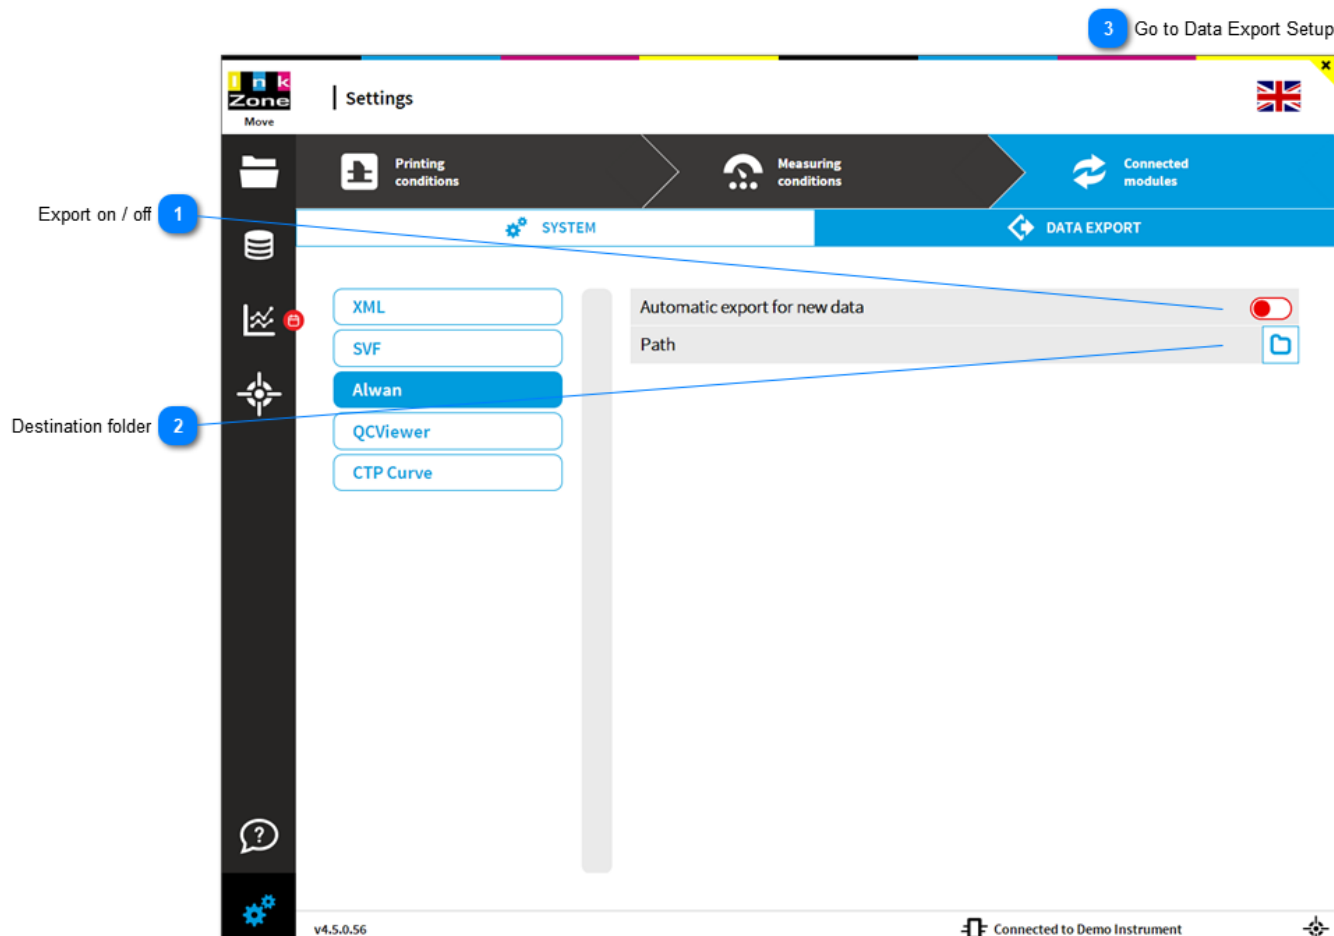 3 Go to Data Export Setup
Ink
Zone
Move
Settings
Printing
conditions
Measuring
conditions
Connected
modules
Export on / off 1
SYSTEM
DATA EXPORT
XML
Automatic export for new data
SVF
Path
Alwan
Destination folder 2
QCViewer
CTP Curve
?
v4.5.0.56
Connected to Demo Instrument